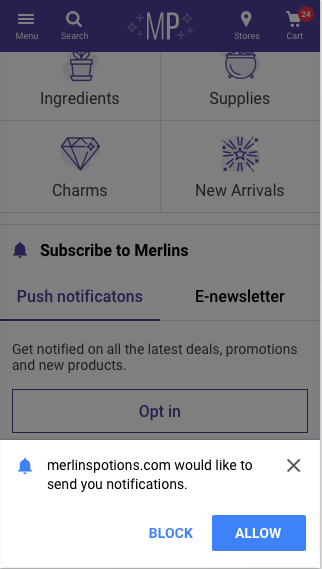 MP
Menu
Search
Stores
Cart
24
Ingredients
Supplies
Charms
New Arrivals
Subscribe to Merlins
Push notificatons
E-newsletter
Get notified on all the latest deals, promotions
and new products.
Opt in
merlinspotions.com would like to
send you notifications.
BLOCK
ALLOW